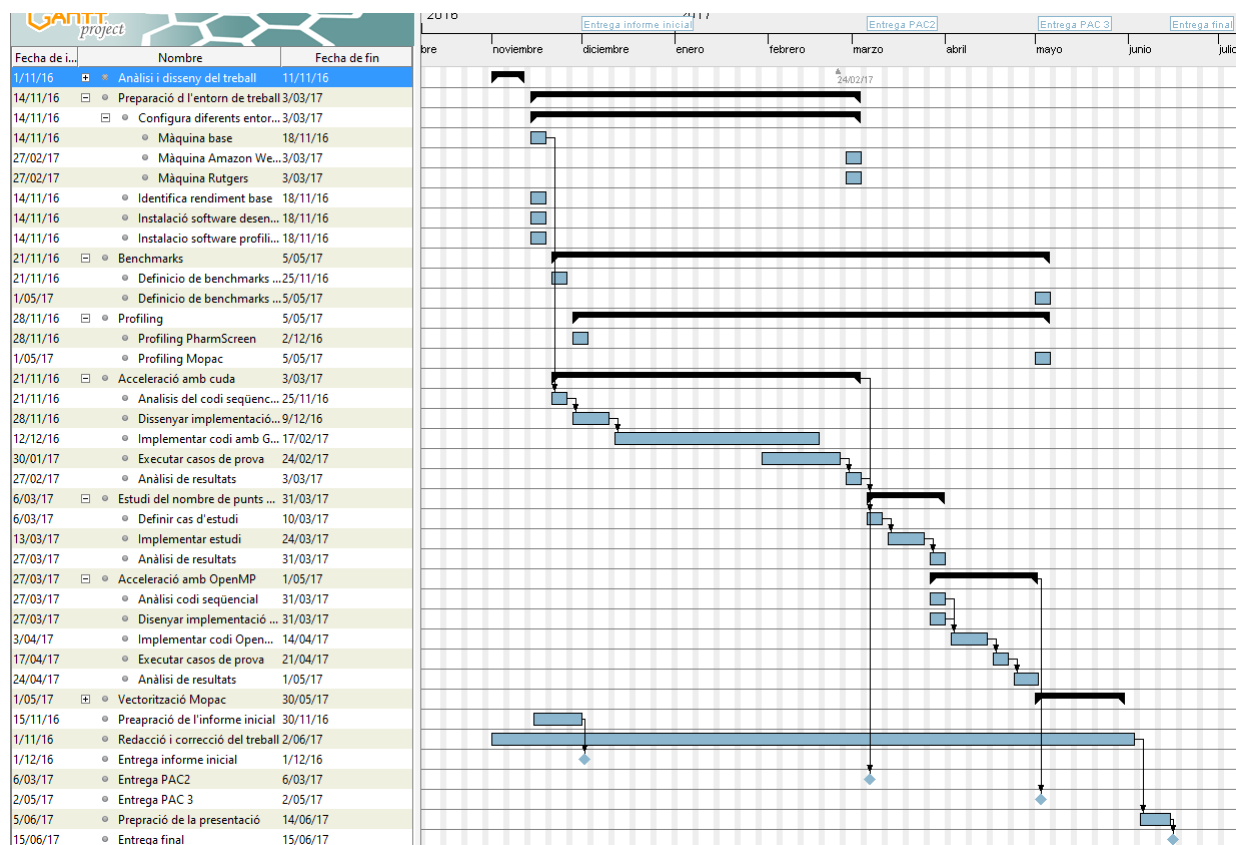 GANTT
project
2016
2017
Entrega informe inicial
Entrega PAC2
Entrega PAC 3
Entrega final
bre noviembre diciembre enero febrero marzo abril mayo junio julio
24/02/17
Fecha de i... Nombre Fecha de fin
1/11/16 Anàlisi i disseny del treball 11/11/16
14/11/16 Preparació d l'entorn de treball 3/03/17
14/11/16 Configura diferents entor... 3/03/17
14/11/16 Màquina base 18/11/16
27/02/17 Màquina Amazon We... 3/03/17
27/02/17 Màquina Rutgers 3/03/17
14/11/16 Identifica rendiment base 18/11/16
14/11/16 Instalació software desen... 18/11/16
14/11/16 Instalacio software profili... 18/11/16
21/11/16 Benchmarks 5/05/17
21/11/16 Definicio de benchmarks ... 25/11/16
1/05/17 Definicio de benchmarks ... 5/05/17
28/11/16 Profiling 5/05/17
28/11/16 Profiling PharmScreen 2/12/16
1/05/17 Profiling Mopac 5/05/17
21/11/16 Acceleració amb cuda 3/03/17
21/11/16 Analisis del codi seqüenc... 25/11/16
28/11/16 Dissenyar implementació... 9/12/16
12/12/16 Implementar codi amb G... 17/02/17
30/01/17 Executar casos de prova 24/02/17
27/02/17 Anàlisi de resultats 3/03/17
6/03/17 Estudi del nombre de punts ... 31/03/17
6/03/17 Definir cas d'estudi 10/03/17
13/03/17 Implementar estudi 24/03/17
27/03/17 Anàlisi de resultats 31/03/17
27/03/17 Acceleració amb OpenMP 1/05/17
27/03/17 Anàlisi codi seqüencial 31/03/17
27/03/17 Disenyar implementació ... 31/03/17
3/04/17 Implementar codi Open... 14/04/17
17/04/17 Executar casos de prova 21/04/17
24/04/17 Anàlisi de resultats 1/05/17
1/05/17 Vectorització Mopac 30/05/17
15/11/16 Preapració de l'informe inicial 30/11/16
1/11/16 Redacció i correcció del treball 2/06/17
1/12/16 Entrega informe inicial 1/12/16
6/03/17 Entrega PAC2 6/03/17
2/05/17 Entrega PAC 3 2/05/17
5/06/17 Prepració de la presentació 14/06/17
15/06/17 Entrega final 15/06/17